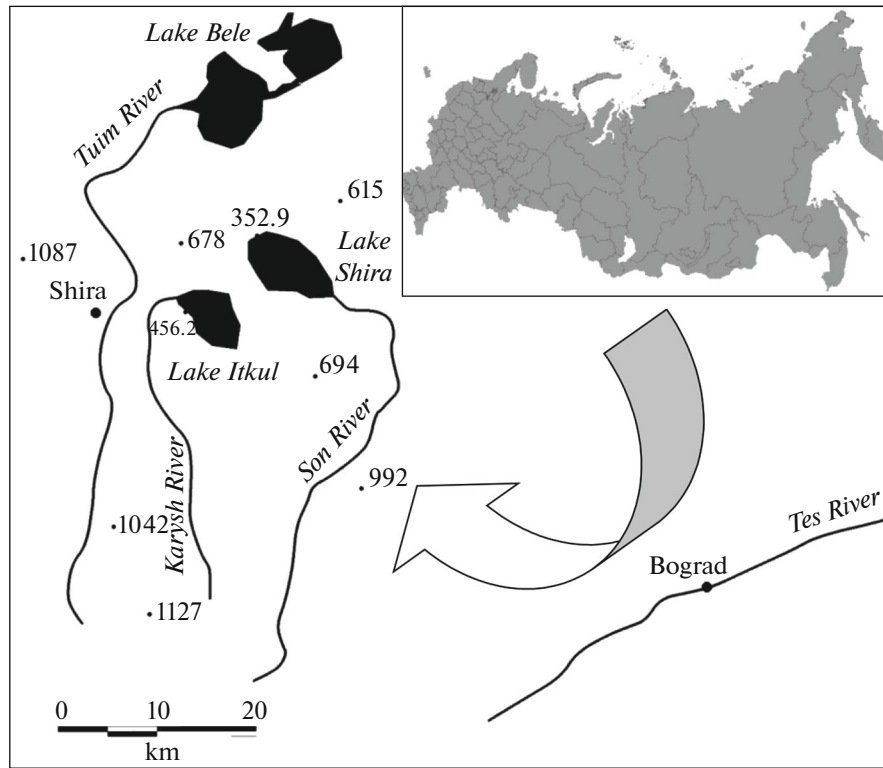 Lake Bele
Tuim River
615
352.9
678
Lake
Shira
1087
Shira
456.2
Lake Itkul
694
Son River
Karysh River
992
1042
Tes River
Bograd
1127
0 10 20
km